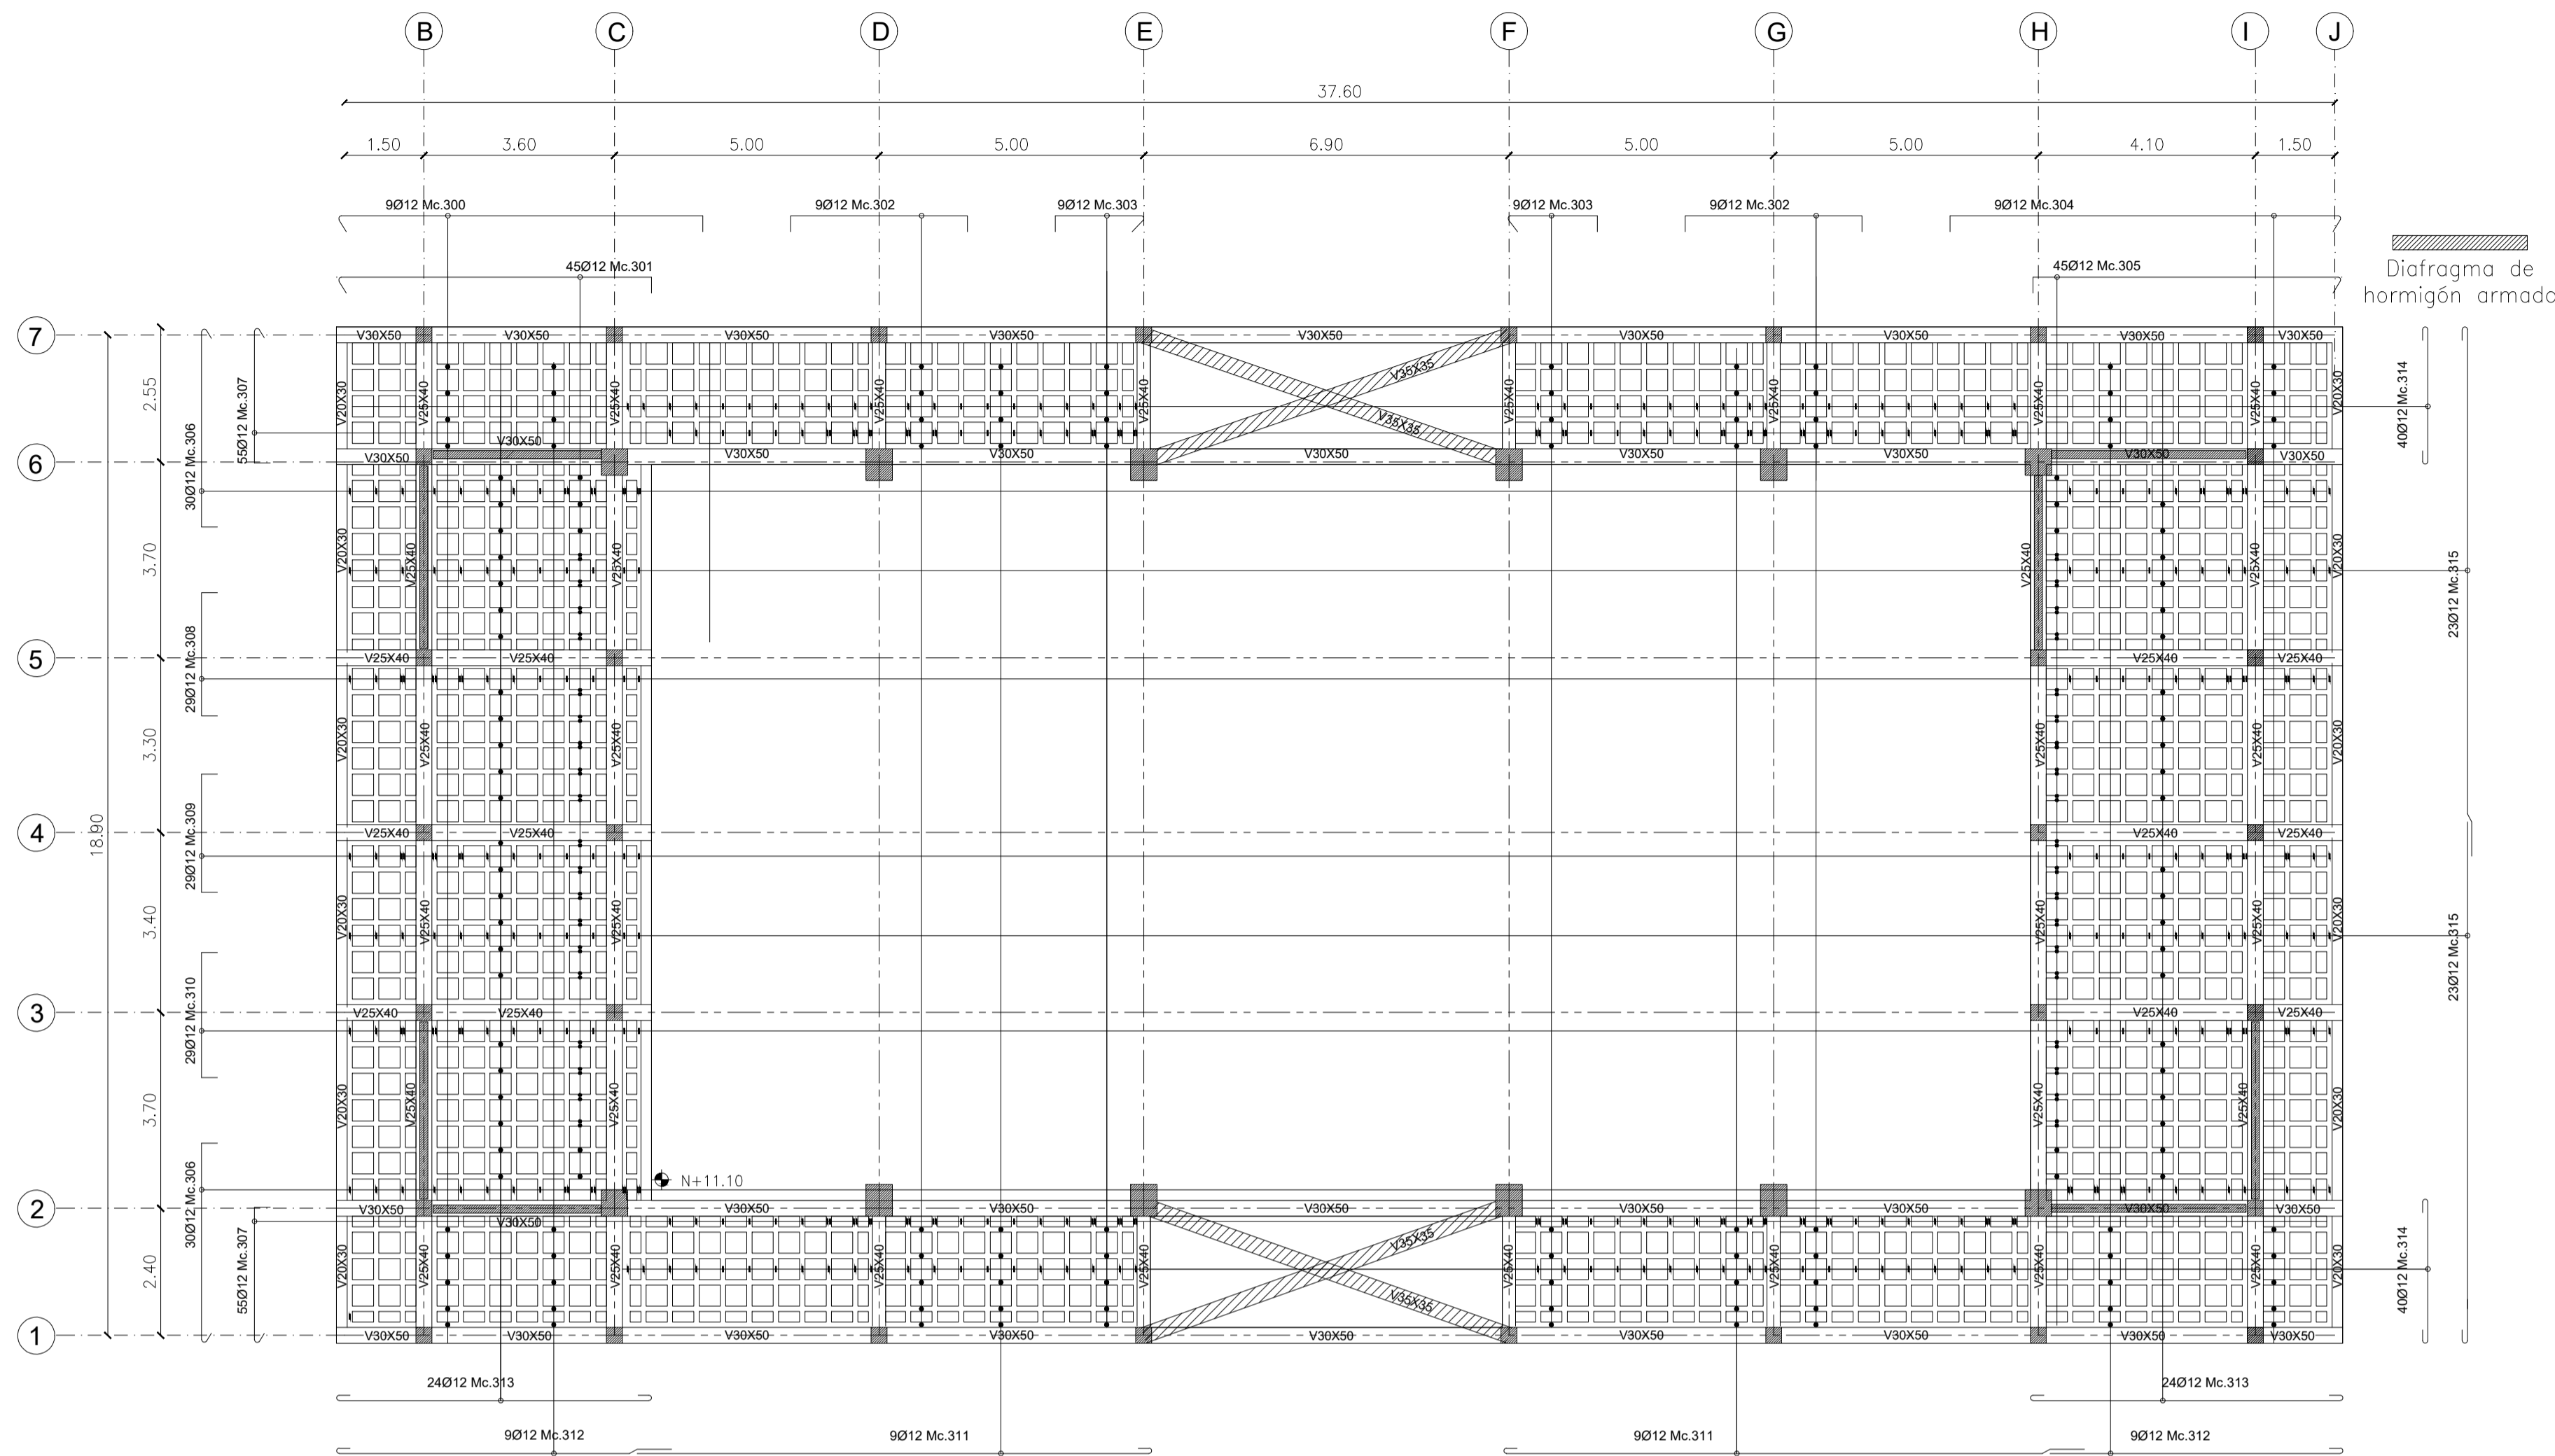 B C D E F G H I J
37.60
1.50 3.60 5.00 5.00 6.90 5.00 5.00 4.10 1.50
9Ø12 Mc.300 9Ø12 Mc.302 9Ø12 Mc.303 9Ø12 Mc.303 9Ø12 Mc.302 9Ø12 Mc.304
45Ø12 Mc.301 45Ø12 Mc.305
Diafragma de
hormigón armado
7 V30X50 V30X50 V30X50 V30X50 V30X50 V30X50 V30X50 V30X50 V30X50
2.55 55Ø12 Mc.307 V20X30 V25X40 V25X40 V25X40 V25X40 V35X35 V35X35 V25X40 V25X40 V25X40 V25X40 V20X30 40Ø12 Mc.314
30Ø12 Mc.306
V30X50
6 V30X50 V30X50 V30X50 V30X50 V30X50 V30X50 V30X50 V30X50
3.70 V20X30 V25X40 V25X40 V25X40 V25X40 V20X30 23Ø12 Mc.315
29Ø12 Mc.308
5 V25X40 V25X40 V25X40 V25X40
3.30 V20X30 V25X40 V25X40 V25X40 V25X40 V20X30
18.90
29Ø12 Mc.309
4 V25X40 V25X40 V25X40 V25X40
3.40 V20X30 V25X40 V25X40 V25X40 V25X40 V20X30 23Ø12 Mc.315
29Ø12 Mc.310
3 V25X40 V25X40 V25X40 V25X40
3.70 V20X30 V25X40 V25X40 V25X40 V25X40 V20X30
30Ø12 Mc.306
N+11.10
2 V30X50 V30X50 V30X50 V30X50 V30X50 V30X50 V30X50 V30X50
V30X50
2.40 55Ø12 Mc.307 V20X30 V25X40 V25X40 V25X40 V25X40 V35X35 V35X35 V25X40 V25X40 V25X40 V25X40 V20X30 40Ø12 Mc.314
1 V30X50 V30X50 V30X50 V30X50 V30X50 V30X50 V30X50 V30X50 V30X50
24Ø12 Mc.313 24Ø12 Mc.313
9Ø12 Mc.312 9Ø12 Mc.311 9Ø12 Mc.311 9Ø12 Mc.312